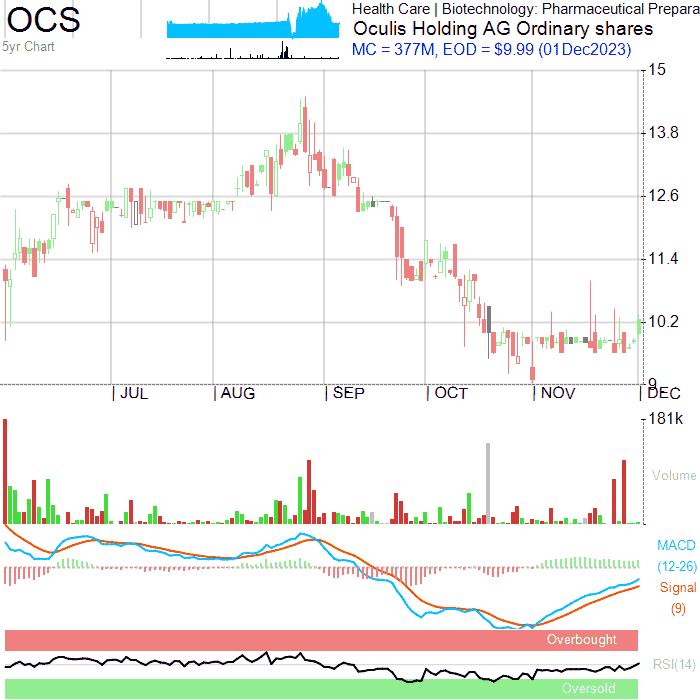 OCS
5yr Chart
Health Care | Biotechnology: Pharmaceutical Prepara
Oculis Holding AG Ordinary shares
MC = 377M, EOD = $9.99 (01Dec2023)
15
13.8
12.6
11.4
10.2
9
JUL
AUG
SEP
OCT
NOV
DEC
181k
Volume
MACD
(12-26)
Signal
(9)
Overbought
RSI(14)
Oversold